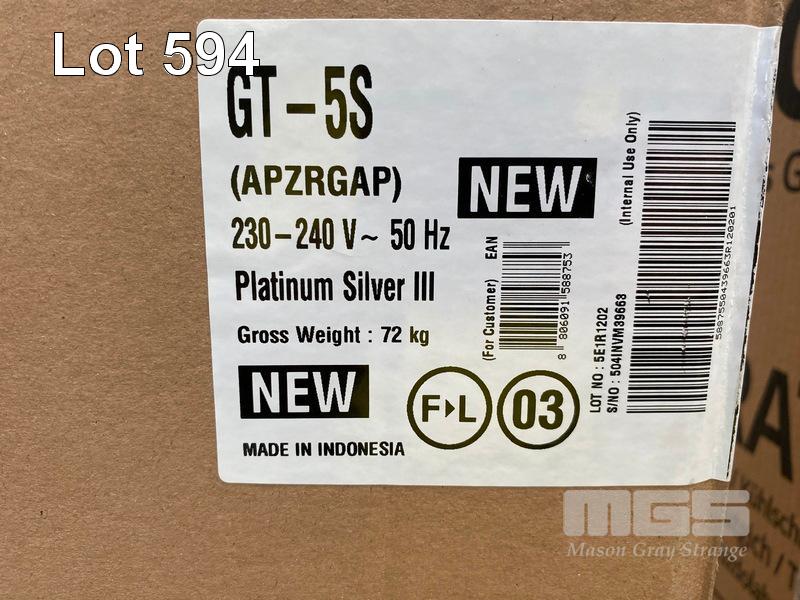 Lot 594
GT-5S
(APZRGAP)
NEW
230-240 V~ 50 Hz
Platinum Silver III
Gross Weight : 72 kg
NEW
F▸L
03
MADE IN INDONESIA
(For Customer) EAN
8 806091 588753
LOT NO : 5E1R1202
S/NO : 504INVM39663
(Internal Use Only)
5887550439663R120201
MGS
Mason Gray Strange